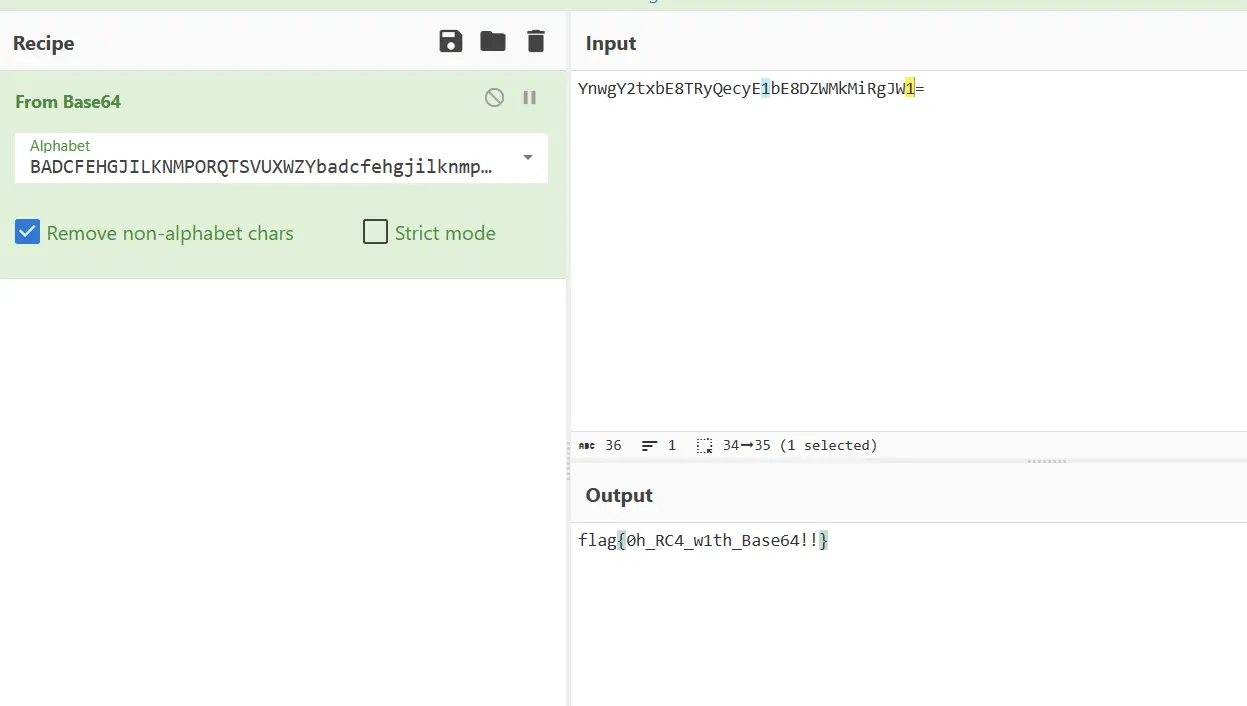 Recipe
From Base64
Alphabet
BADCFEHGJILKNMPORQTSVUXWZYbadcfehgjilknmp…
Remove non-alphabet chars
Strict mode
Input
YnwgY2txbE8TRyQecyE1bE8DZWMkMiRgJW1=
ABC 36 1 34→35 (1 selected)
Output
flag{0h_RC4_w1th_Base64!!}